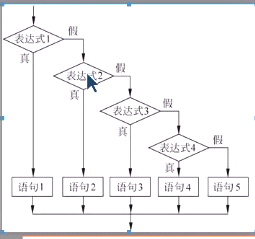 表达式1 假
真
表达式2 假
真
表达式3 假
真
表达式4 假
真
语句1 语句2 语句3 语句4 语句5